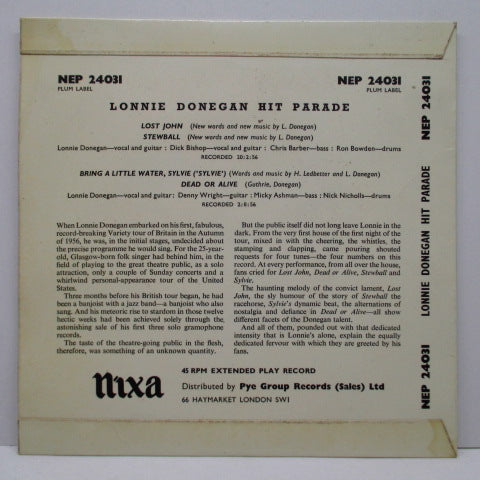 NEP 24031
PLUM LABEL
NEP 24031
PLUM LABEL
LONNIE DONEGAN HIT PARADE
LOST JOHN (New words and new music by L. Donegan)
STEWBALL (New words and new music by L. Donegan)
Lonnie Donegan—vocal and guitar : Dick Bishop—vocal and guitar : Chris Barber—bass : Ron Bowden—drums
RECORDED 20:2:56
BRING A LITTLE WATER, SYLVIE ('SYLVIE') (Words and music by H. Ledbetter and L. Donegan)
DEAD OR ALIVE (Guthrie, Donegan)
Lonnie Donegan—vocal and guitar : Denny Wright—guitar : Micky Ashman—bass : Nick Nicholls—drums
RECORDED 2:8:56
When Lonnie Donegan embarked on his first, fabulous,
record-breaking Variety tour of Britain in the Autumn
of 1956, he was, in the initial stages, undecided about
the precise programme he would sing. For the 25-year-
old, Glasgow-born folk singer had behind him, in the
field of playing to the great theatre public, as a solo
attraction, only a couple of Sunday concerts and a
whirlwind personal-appearance tour of the United
States.
Three months before his British tour began, he had
been a banjoist with a jazz band—a banjoist who also
sang. And his meteoric rise to stardom in those twelve
hectic weeks had been achieved solely through the
astonishing sale of his first three solo gramophone
records.
The taste of the theatre-going public in the flesh,
therefore, was something of an unknown quantity.
But the public itself did not long leave Lonnie in the
dark. From the very first house of the first night of the
tour, mixed in with the cheering, the whistles, the
stamping and clapping, came pouring shouted
requests for four tunes—the four numbers on this
record. At every performance, from all over the house,
fans cried for Lost John, Dead or Alive, Stewball and
Sylvie.
The haunting melody of the convict lament, Lost
John, the sly humour of the story of Stewball the
racehorse, Sylvie's dynamic beat, the alternations of
nostalgia and defiance in Dead or Alive—all show
different facets of the Donegan talent.
And all of them, pounded out with that dedicated
intensity that is Lonnie's alone, explain the equally
dedicated fervour with which they are greeted by his
fans.
nixa
45 RPM EXTENDED PLAY RECORD
Distributed by Pye Group Records (Sales) Ltd
66 HAYMARKET LONDON SW1
NEP 24031 LONNIE DONEGAN HIT PARADE NEP 24031